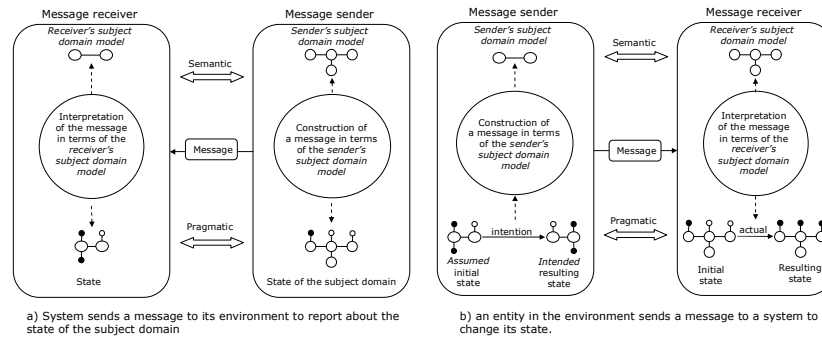 Message receiver
Receiver's subject
domain model
Interpretation
of the message
in terms of the
receiver's
subject domain
model
State
Semantic
Message
Pragmatic
Message sender
Sender's subject
domain model
Construction of
a message in terms
of the sender's
subject domain
model
State of the subject domain
a) System sends a message to its environment to report about the
state of the subject domain
Message sender
Sender's subject
domain model
Construction of
a message in terms
of the sender's
subject domain
model
intention
Assumed
initial
state
Intended
resulting
state
Semantic
Message
Pragmatic
Message receiver
Receiver's subject
domain model
Interpretation
of the message
in terms of the
receiver's
subject domain
model
actual
Initial
state
Resulting
state
b) an entity in the environment sends a message to a system to
change its state.